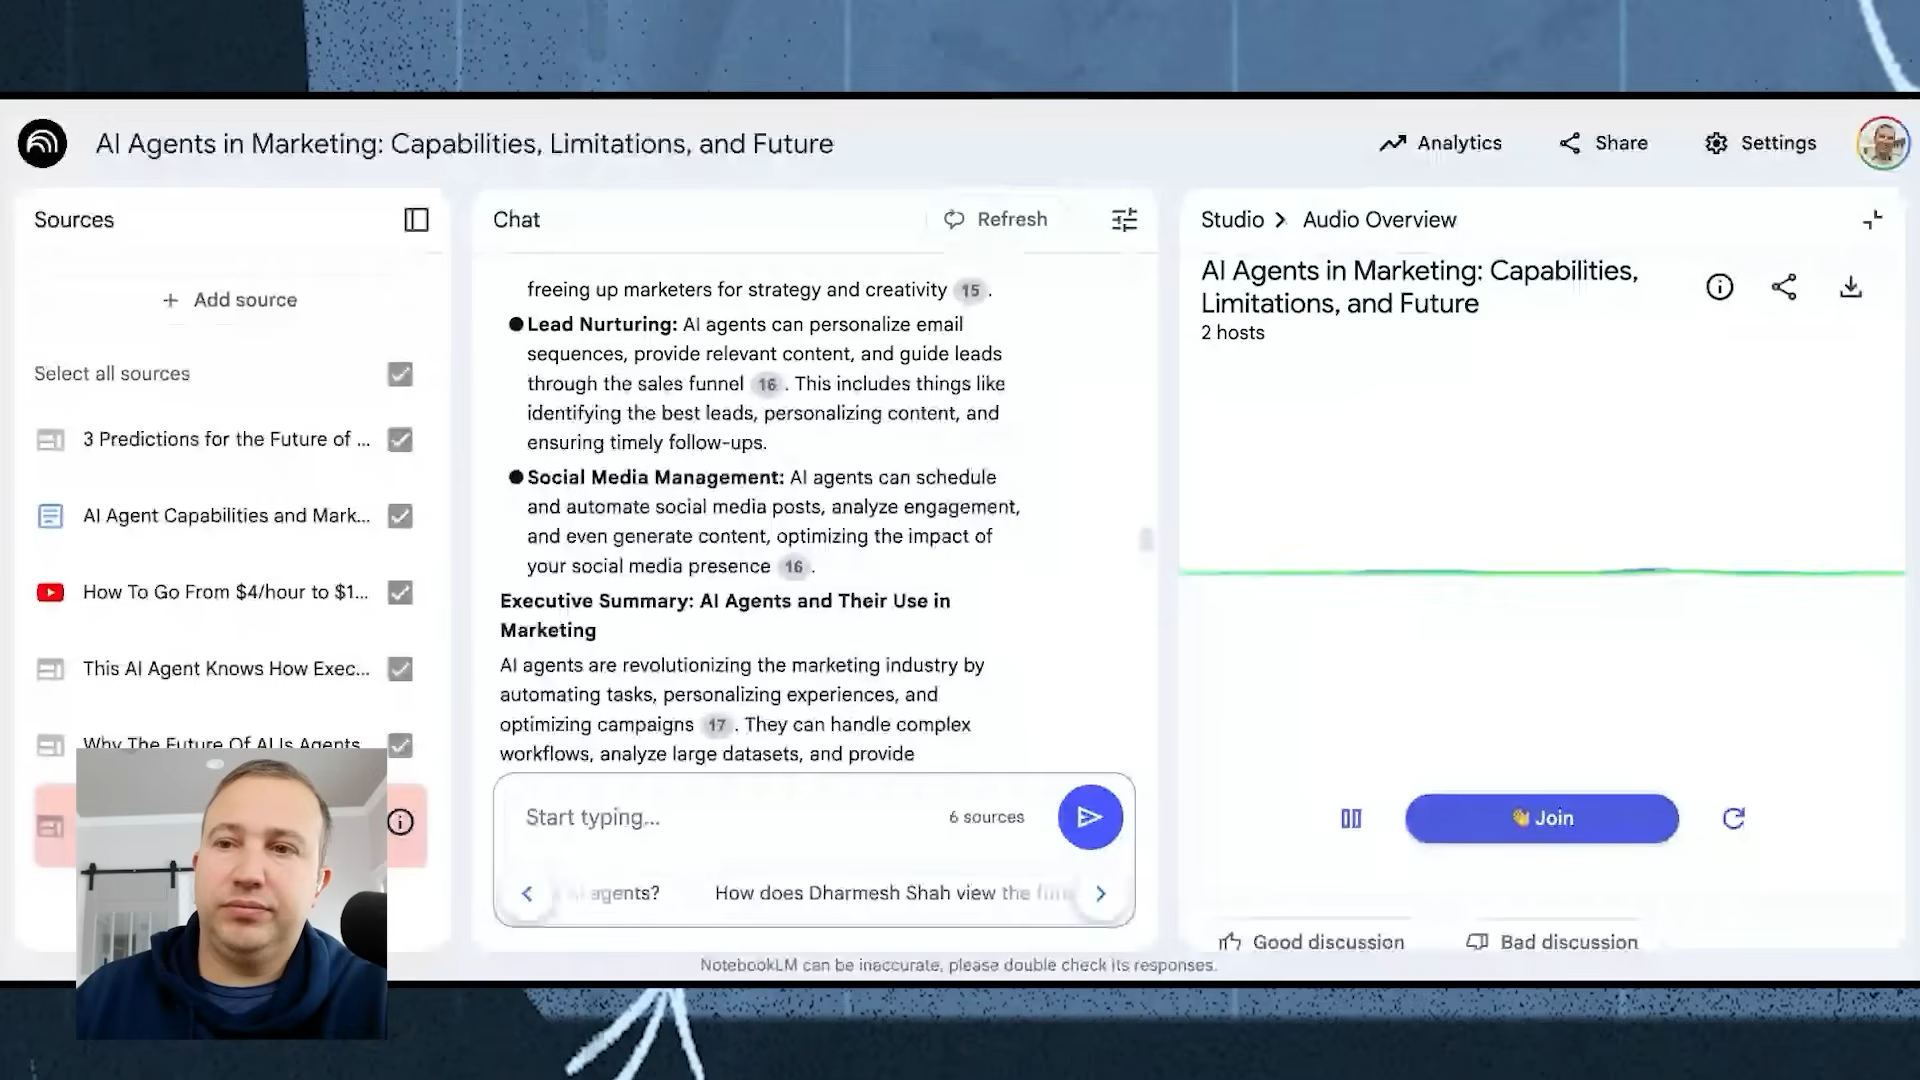 AI Agents in Marketing: Capabilities, Limitations, and Future
Analytics
Share
Settings
Sources
Add source
Select all sources
3 Predictions for the Future of ...
AI Agent Capabilities and Mark...
How To Go From $4/hour to $1...
This AI Agent Knows How Exec...
Why The Future Of AI Is Agents
Chat
Refresh
freeing up marketers for strategy and creativity 15 .
● Lead Nurturing: AI agents can personalize email
sequences, provide relevant content, and guide leads
through the sales funnel 16 . This includes things like
identifying the best leads, personalizing content, and
ensuring timely follow-ups.
● Social Media Management: AI agents can schedule
and automate social media posts, analyze engagement,
and even generate content, optimizing the impact of
your social media presence 16 .
Executive Summary: AI Agents and Their Use in
Marketing
AI agents are revolutionizing the marketing industry by
automating tasks, personalizing experiences, and
optimizing campaigns 17 . They can handle complex
workflows, analyze large datasets, and provide
Start typing...
6 sources
agents?
How does Dharmesh Shah view the
NotebookLM can be inaccurate, please double check its responses.
Studio > Audio Overview
AI Agents in Marketing: Capabilities,
Limitations, and Future
2 hosts
👋 Join
Good discussion
Bad discussion